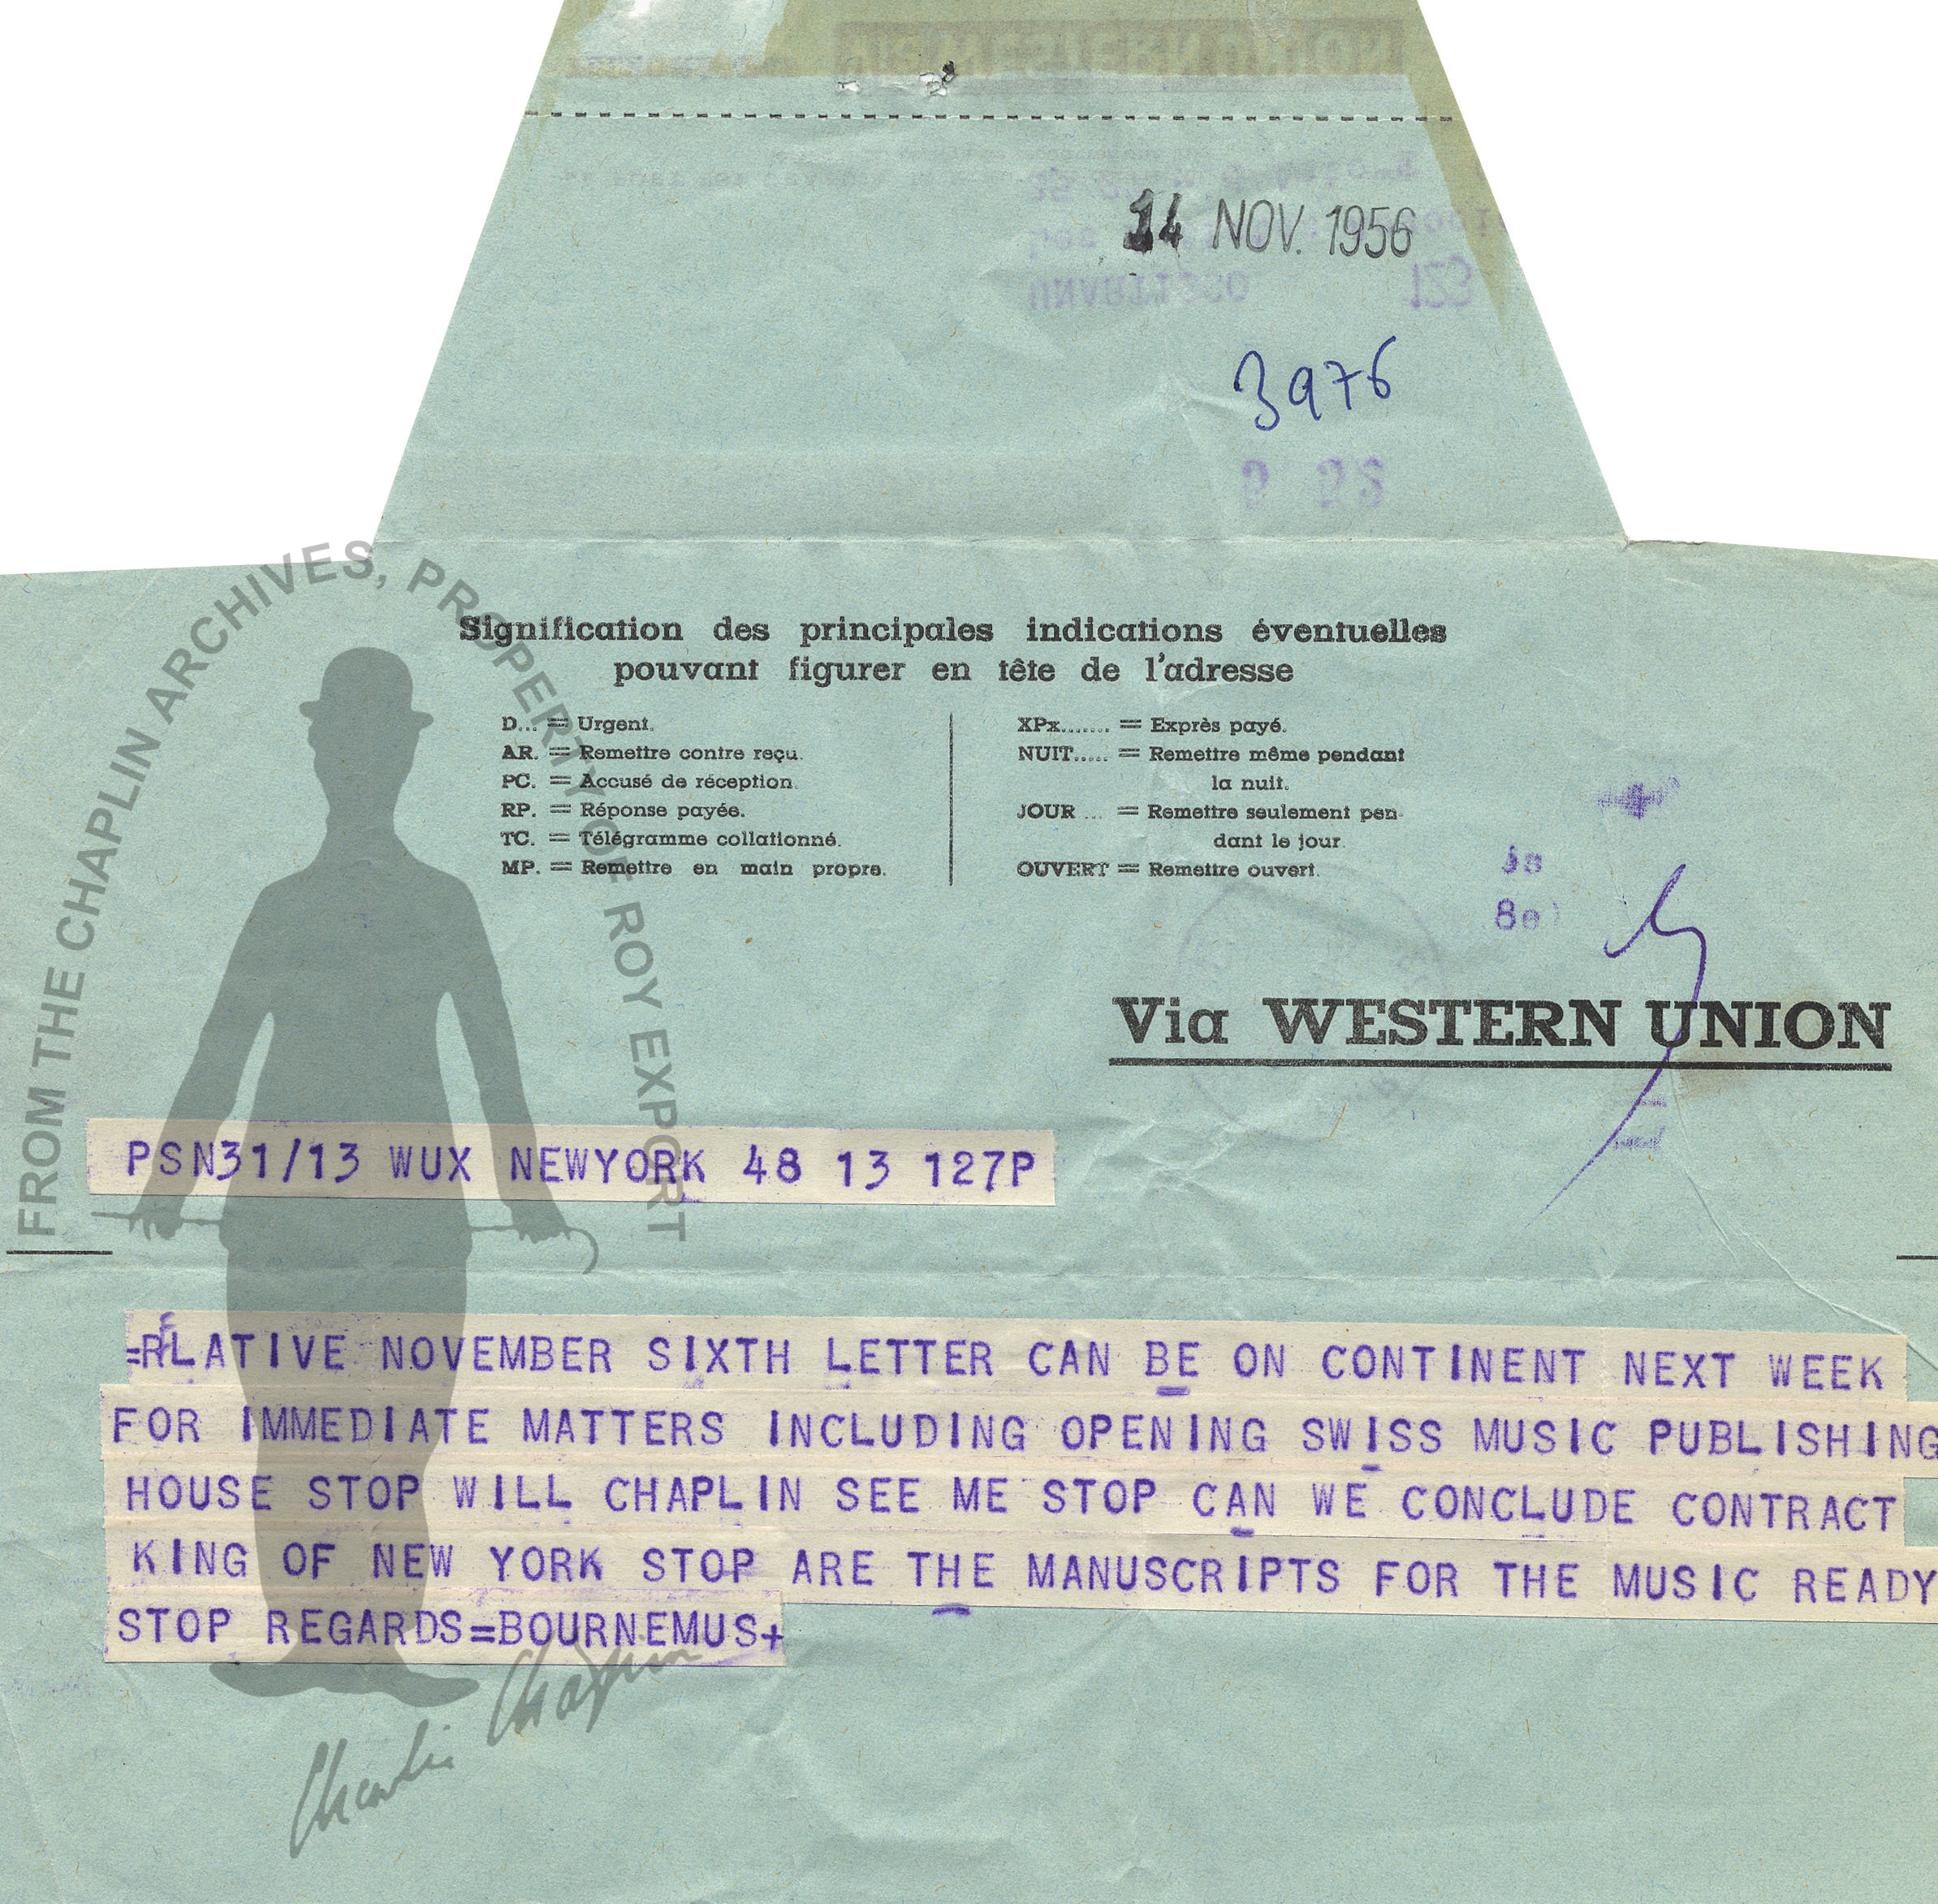 14 NOV. 1956
3976
Signification des principales indications éventuelles
pouvant figurer en tête de l'adresse
D... = Urgent.
AR. = Remettre contre reçu.
PC. = Accusé de réception.
RP. = Réponse payée.
TC. = Télégramme collationné.
MP. = Remettre en main propre.
XPx....... = Exprès payé.
NUIT..... = Remettre même pendant
la nuit.
JOUR ... = Remettre seulement pen-
dant le jour.
OUVERT = Remettre ouvert.
Via WESTERN UNION
PSN31/13 WUX NEWYORK 48 13 127P
=RELATIVE NOVEMBER SIXTH LETTER CAN BE ON CONTINENT NEXT WEEK
FOR IMMEDIATE MATTERS INCLUDING OPENING SWISS MUSIC PUBLISHING
HOUSE STOP WILL CHAPLIN SEE ME STOP CAN WE CONCLUDE CONTRACT
KING OF NEW YORK STOP ARE THE MANUSCRIPTS FOR THE MUSIC READY
STOP REGARDS=BOURNEMUS+
FROM THE CHAPLIN ARCHIVES, PROPERTY OF ROY EXPORT
Charlie Chaplin